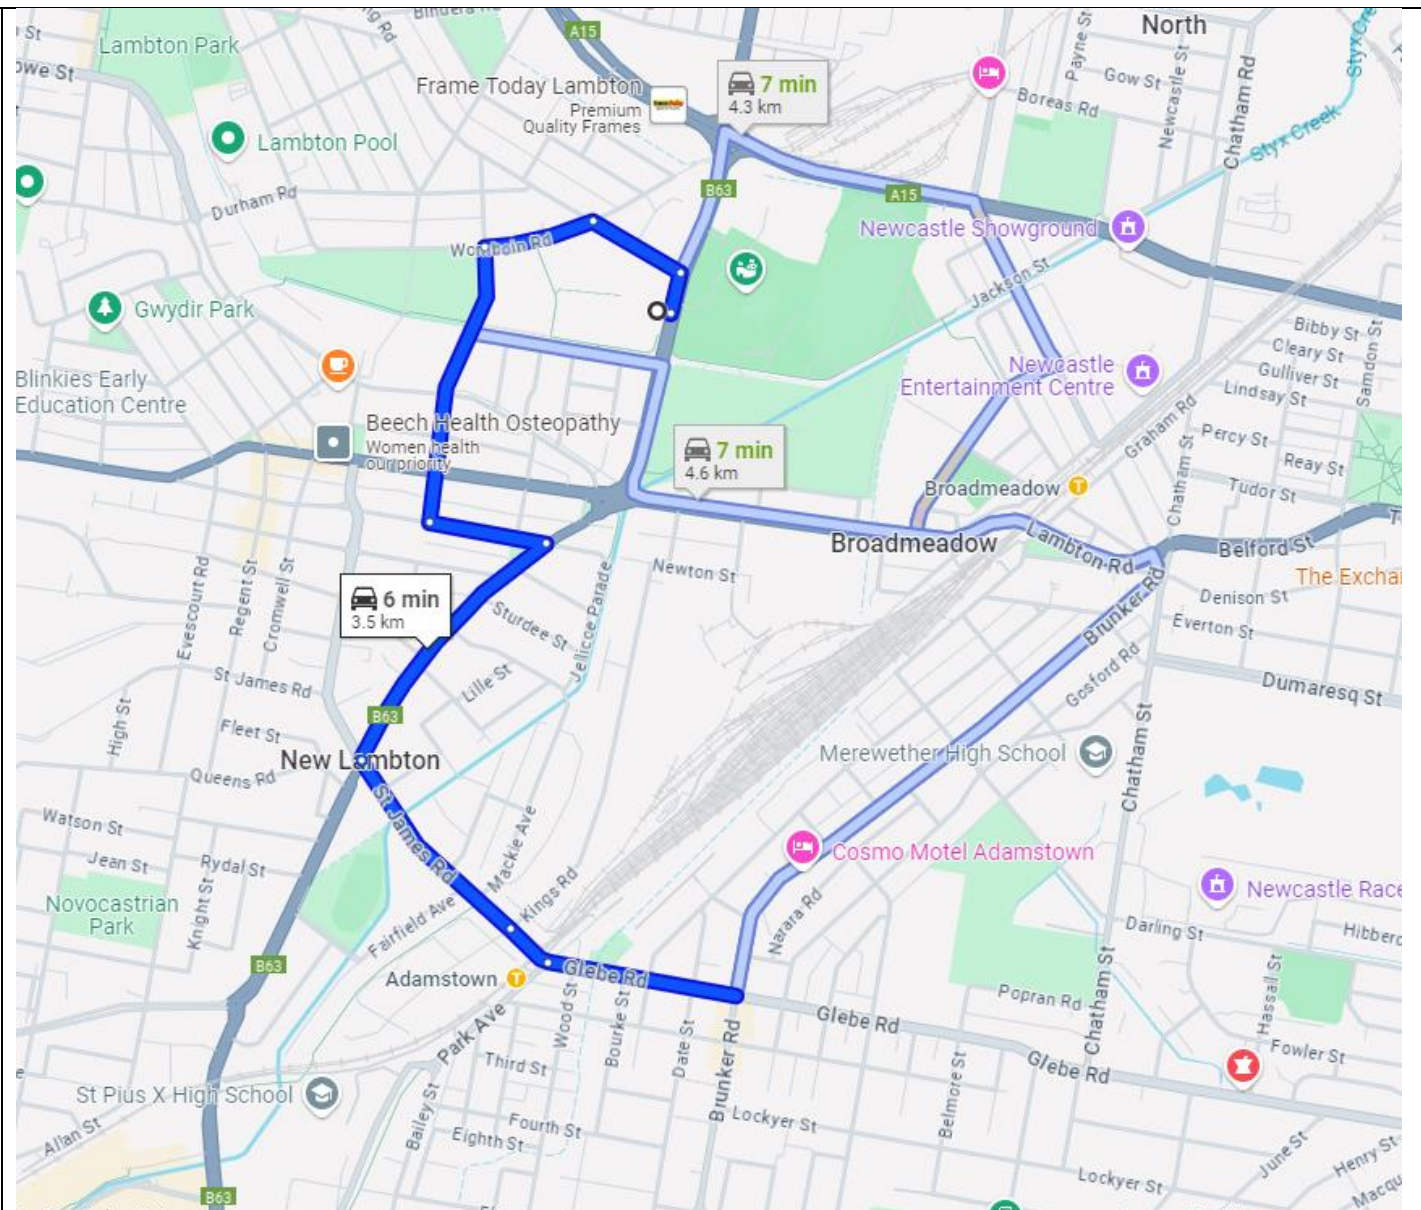 North
A15
Lambton Park
Payne St
Gow St
Newcastle St
Chatham Rd
Styx Creek
Frame Today Lambton
Premium
Quality Frames
7 min
4.3 km
Boreas Rd
Lambton Pool
Durham Rd
B63
A15
Newcastle Showground
Womboin Rd
Jackson St
Gwydir Park
Bibby St
Cleary St
Gulliver St
Lindsay St
Samdon St
Newcastle
Entertainment Centre
Blinkies Early
Education Centre
Beech Health Osteopathy
Women health
our priority
Graham Rd
Percy St
Reay St
Tudor St
Chatham St
7 min
4.6 km
Broadmeadow
Broadmeadow
Lambton Rd
Belford St
Newton St
The Exchai
Denison St
Brunker Rd
Everton St
Evescourt Rd
Regent St
Cromwell St
6 min
3.5 km
Sturdee St
Jellicoe Parade
Gosford Rd
Dumaresq St
St James Rd
Lille St
High St
Fleet St
B63
New Lambton
Queens Rd
Merewether High School
Chatham St
St James Rd
Watson St
Jean St
Rydal St
Mackie Ave
Kings Rd
Cosmo Motel Adamstown
Newcastle Race
Novocastrian
Park
Knight St
Fairfield Ave
Narara Rd
Darling St
Hibberd
B63
Adamstown
Glebe Rd
Wood St
Bourke St
Popran Rd
Chatham St
Hassall St
Park Ave
Date St
Brunker Rd
Glebe Rd
Glebe Rd
Fowler St
Third St
St Pius X High School
Bailey St
Belmore St
Allan St
Fourth St
Eighth St
Lockyer St
Lockyer St
June St
Henry St
Macqu
B63